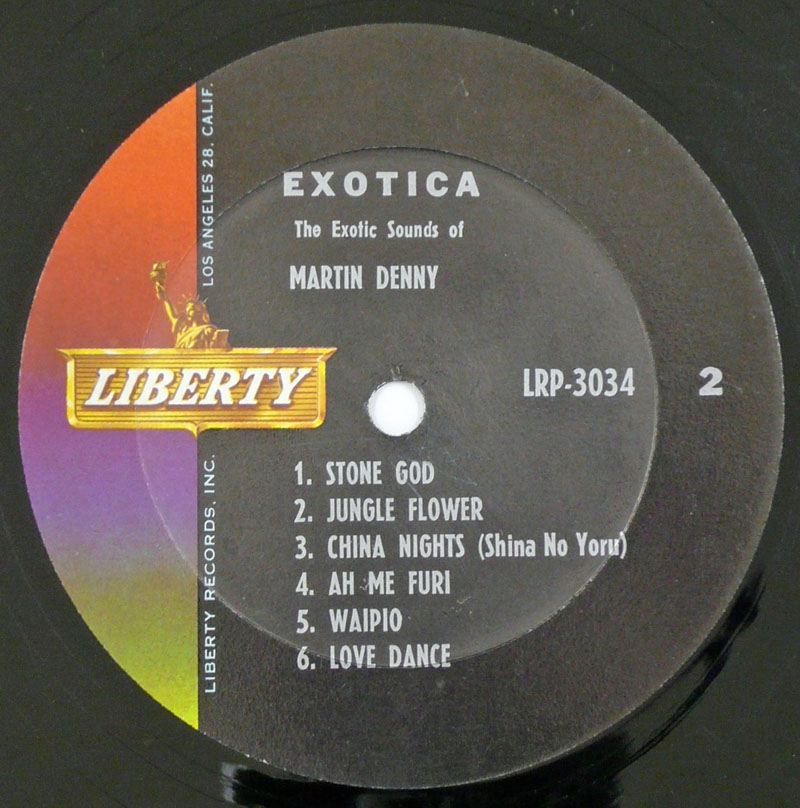 EXOTICA
The Exotic Sounds of
MARTIN DENNY
LIBERTY
LRP-3034
2
1. STONE GOD
2. JUNGLE FLOWER
3. CHINA NIGHTS (Shina No Yoru)
4. AH ME FURI
5. WAIPIO
6. LOVE DANCE
LIBERTY RECORDS, INC.
LOS ANGELES 28, CALIF.